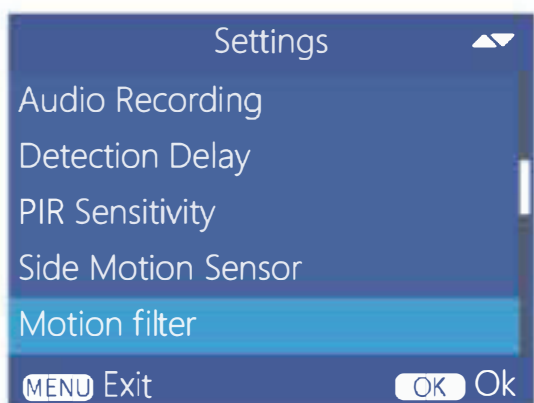 Settings
Audio Recording
Detection Delay
PIR Sensitivity
Side Motion Sensor
Motion filter
MENU Exit OK Ok